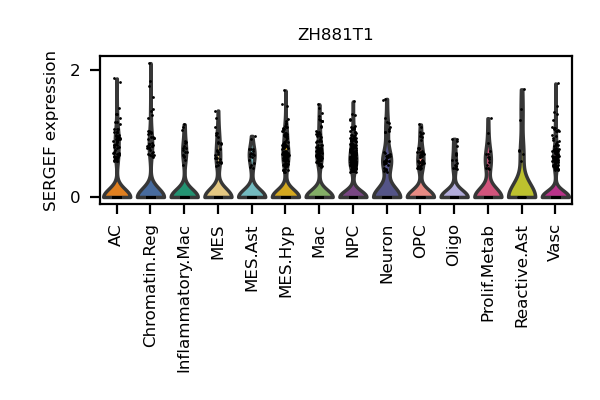 ZH881T1
SERGEF expression
2
0
AC
Chromatin.Reg
Inflammatory.Mac
MES
MES.Ast
MES.Hyp
Mac
NPC
Neuron
OPC
Oligo
Prolif.Metab
Reactive.Ast
Vasc